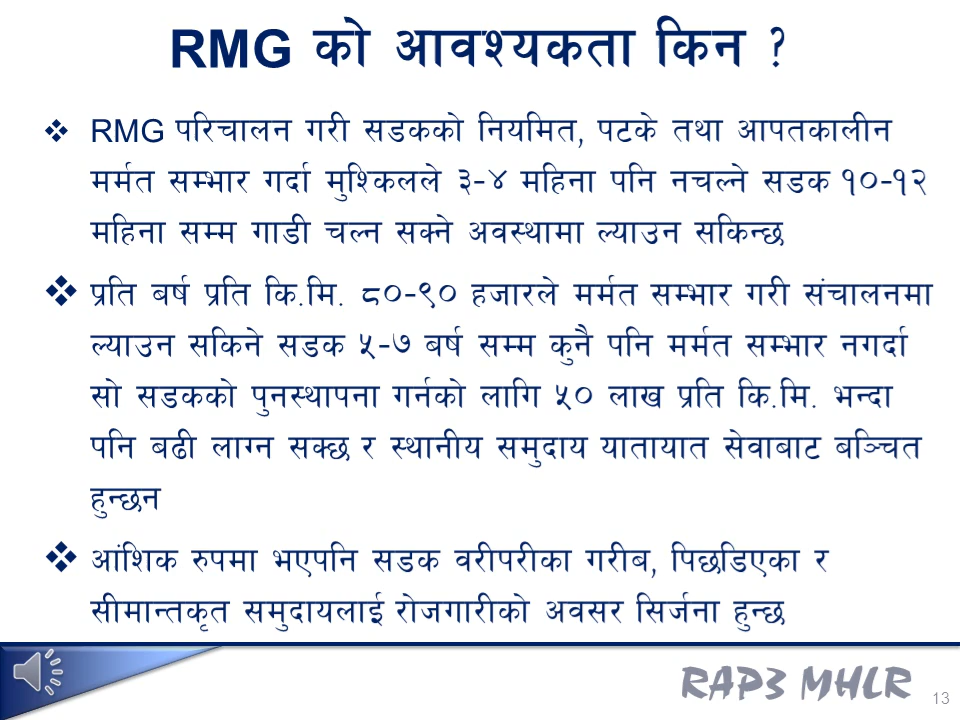 RMG को आवश्यकता किन ?
❖ RMG परिचालन गरी सडकको नियमित, पटके तथा आपतकालीन
मर्मत सम्भार गर्दा मुश्किलले ३-४ महिना पनि नचल्ने सडक १०-१२
महिना सम्म गाडी चल्न सक्ने अवस्थामा ल्याउन सकिन्छ
❖ प्रति बर्ष प्रति कि.मि. ८०-९० हजारले मर्मत सम्भार गरी संचालनमा
ल्याउन सकिने सडक ५-७ बर्ष सम्म कुनै पनि मर्मत सम्भार नगर्दा
सो सडकको पुनस्थापना गर्नको लागि ५० लाख प्रति कि.मि. भन्दा
पनि बढी लाग्न सक्छ र स्थानीय समुदाय यातायात सेवाबाट बञ्चित
हुन्छन
❖ आंशिक रुपमा भएपनि सडक वरीपरीका गरीब, पिछडिएका र
सीमान्तकृत समुदायलाई रोजगारीको अवसर सिर्जना हुन्छ
RAP3 MHLR
13